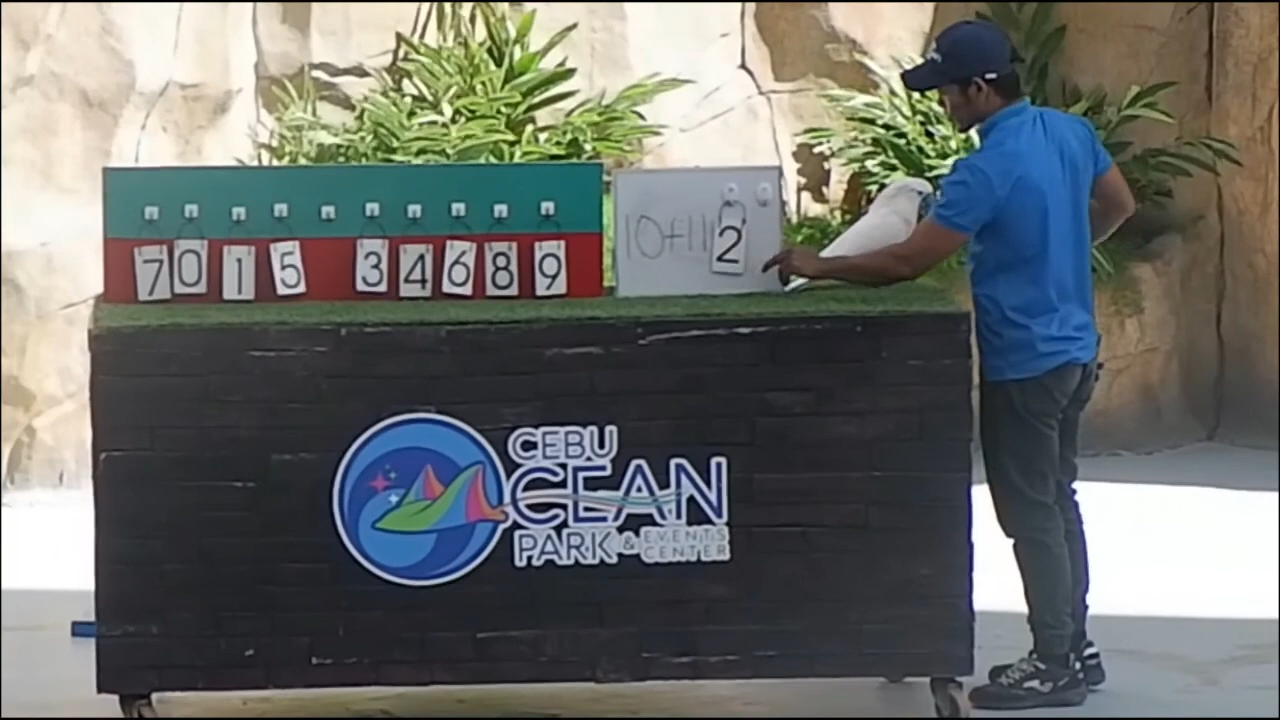 7 0 1 5 3 4 6 8 9
10+11 2
CEBU
OCEAN
PARK & EVENTS CENTER